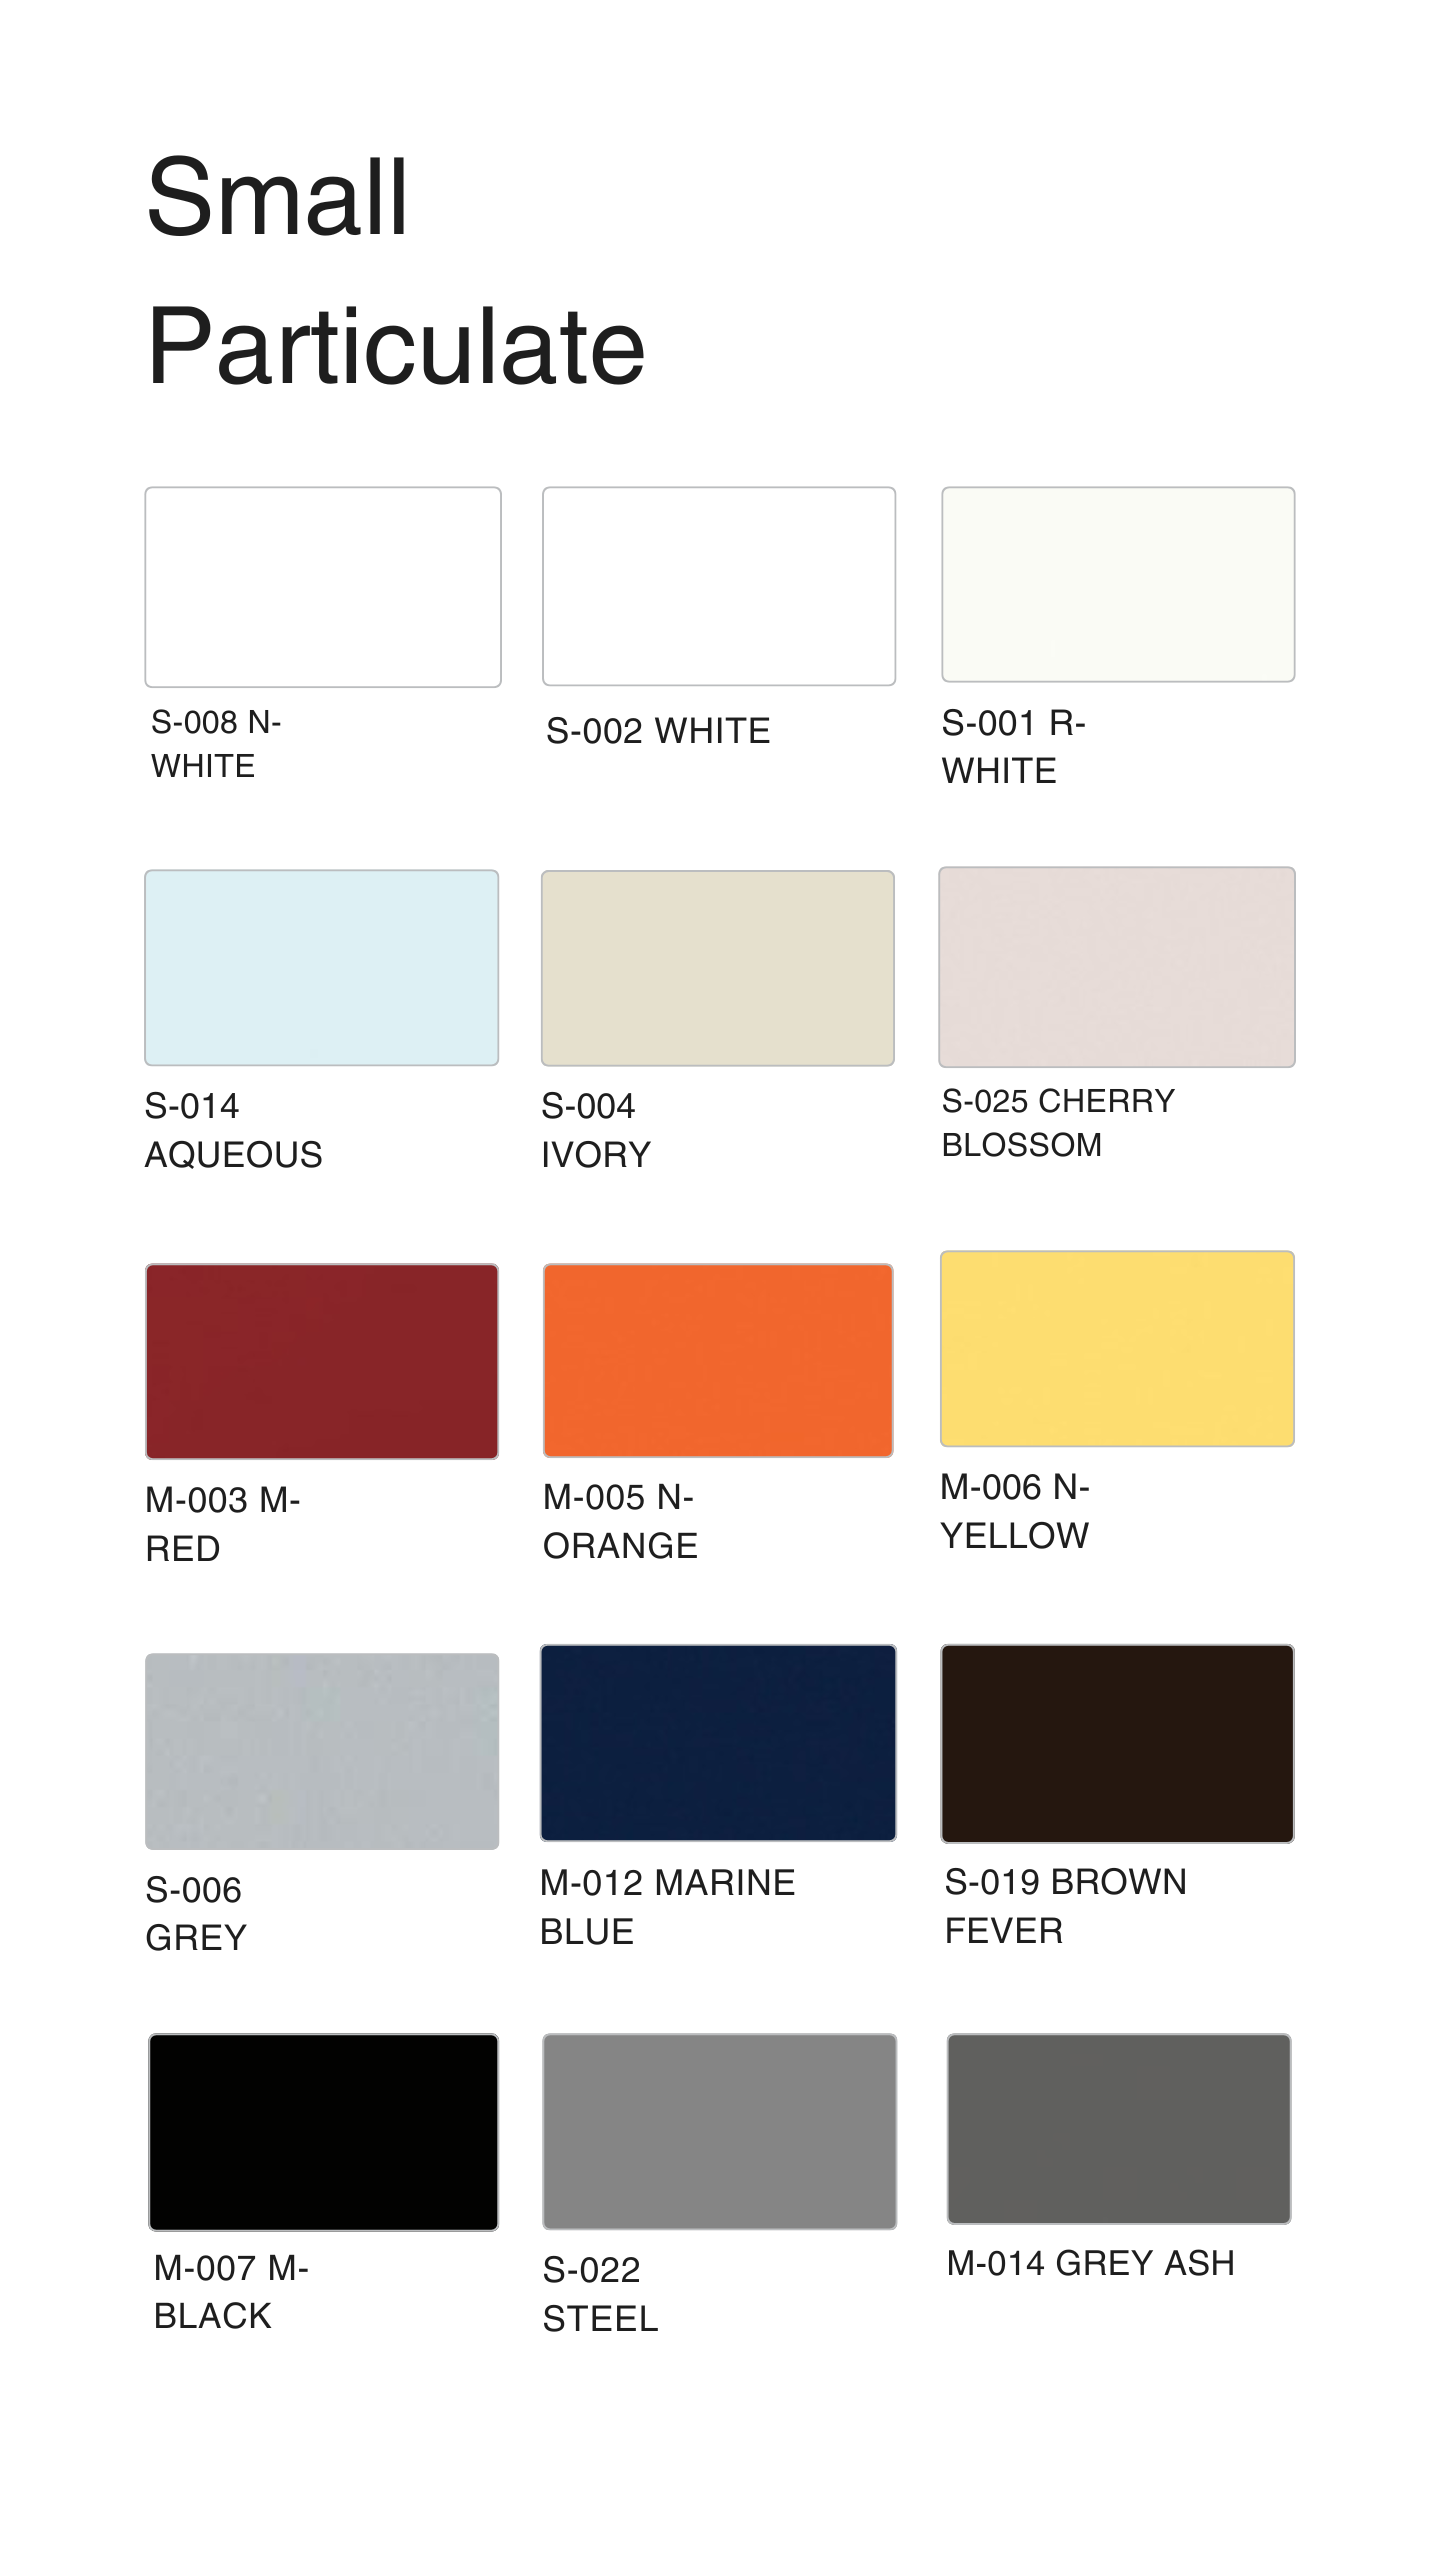 Small
Particulate
S-008 N-
WHITE
S-002 WHITE
S-001 R-
WHITE
S-014
AQUEOUS
S-004
IVORY
S-025 CHERRY
BLOSSOM
M-003 M-
RED
M-005 N-
ORANGE
M-006 N-
YELLOW
S-006
GREY
M-012 MARINE
BLUE
S-019 BROWN
FEVER
M-007 M-
BLACK
S-022
STEEL
M-014 GREY ASH